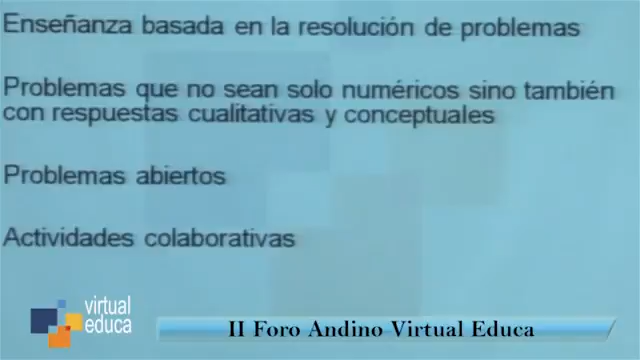 Enseñanza basada en la resolución de problemas
Problemas que no sean solo numéricos sino también
con respuestas cualitativas y conceptuales
Problemas abiertos
Actividades colaborativas
virtual
educa
II Foro Andino Virtual Educa